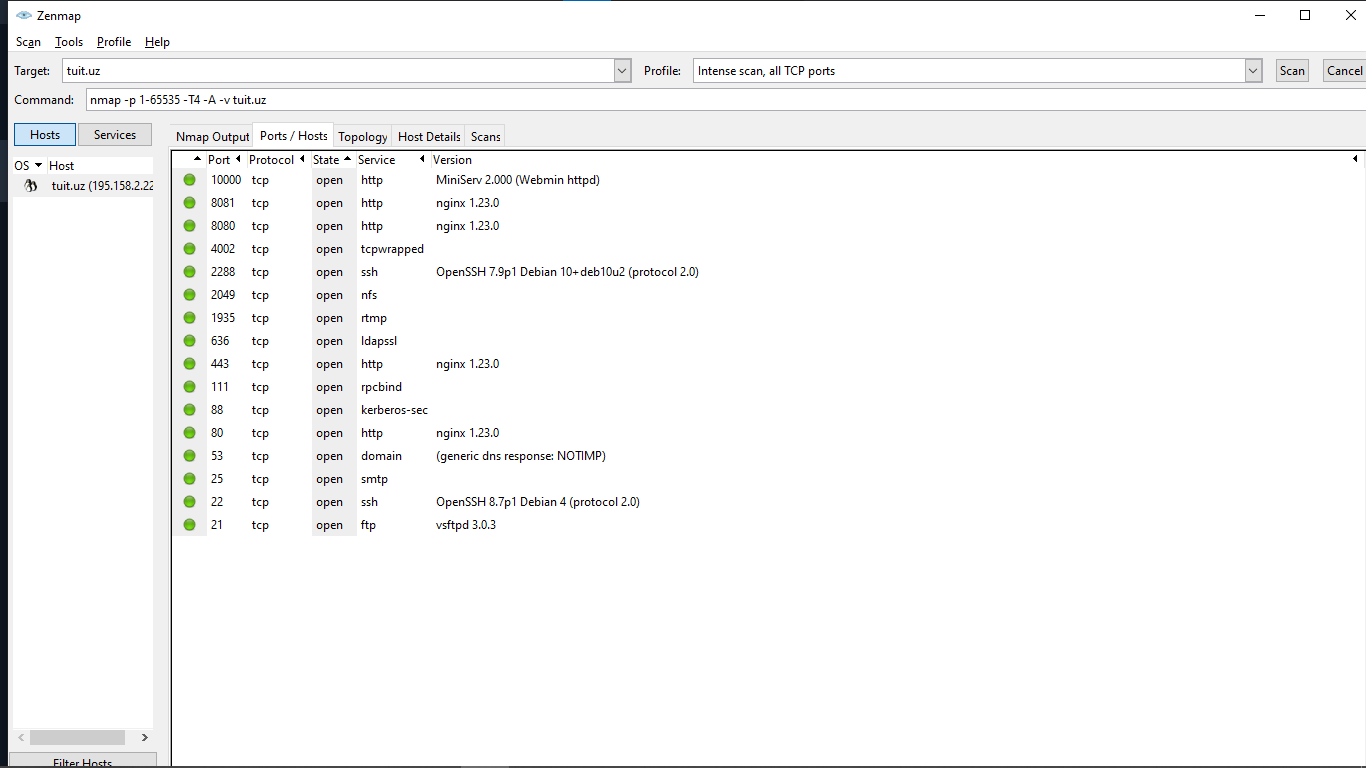 Zenmap
Scan Tools Profile Help
Target: tuit.uz Profile: Intense scan, all TCP ports Scan Cancel
Command: nmap -p 1-65535 -T4 -A -v tuit.uz
Hosts Services
Nmap Output Ports / Hosts Topology Host Details Scans
OS Host
tuit.uz (195.158.2.22
Port Protocol State Service Version
10000 tcp open http MiniServ 2.000 (Webmin httpd)
8081 tcp open http nginx 1.23.0
8080 tcp open http nginx 1.23.0
4002 tcp open tcpwrapped
2288 tcp open ssh OpenSSH 7.9p1 Debian 10+deb10u2 (protocol 2.0)
2049 tcp open nfs
1935 tcp open rtmp
636 tcp open ldapssl
443 tcp open http nginx 1.23.0
111 tcp open rpcbind
88 tcp open kerberos-sec
80 tcp open http nginx 1.23.0
53 tcp open domain (generic dns response: NOTIMP)
25 tcp open smtp
22 tcp open ssh OpenSSH 8.7p1 Debian 4 (protocol 2.0)
21 tcp open ftp vsftpd 3.0.3
Filter Hosts